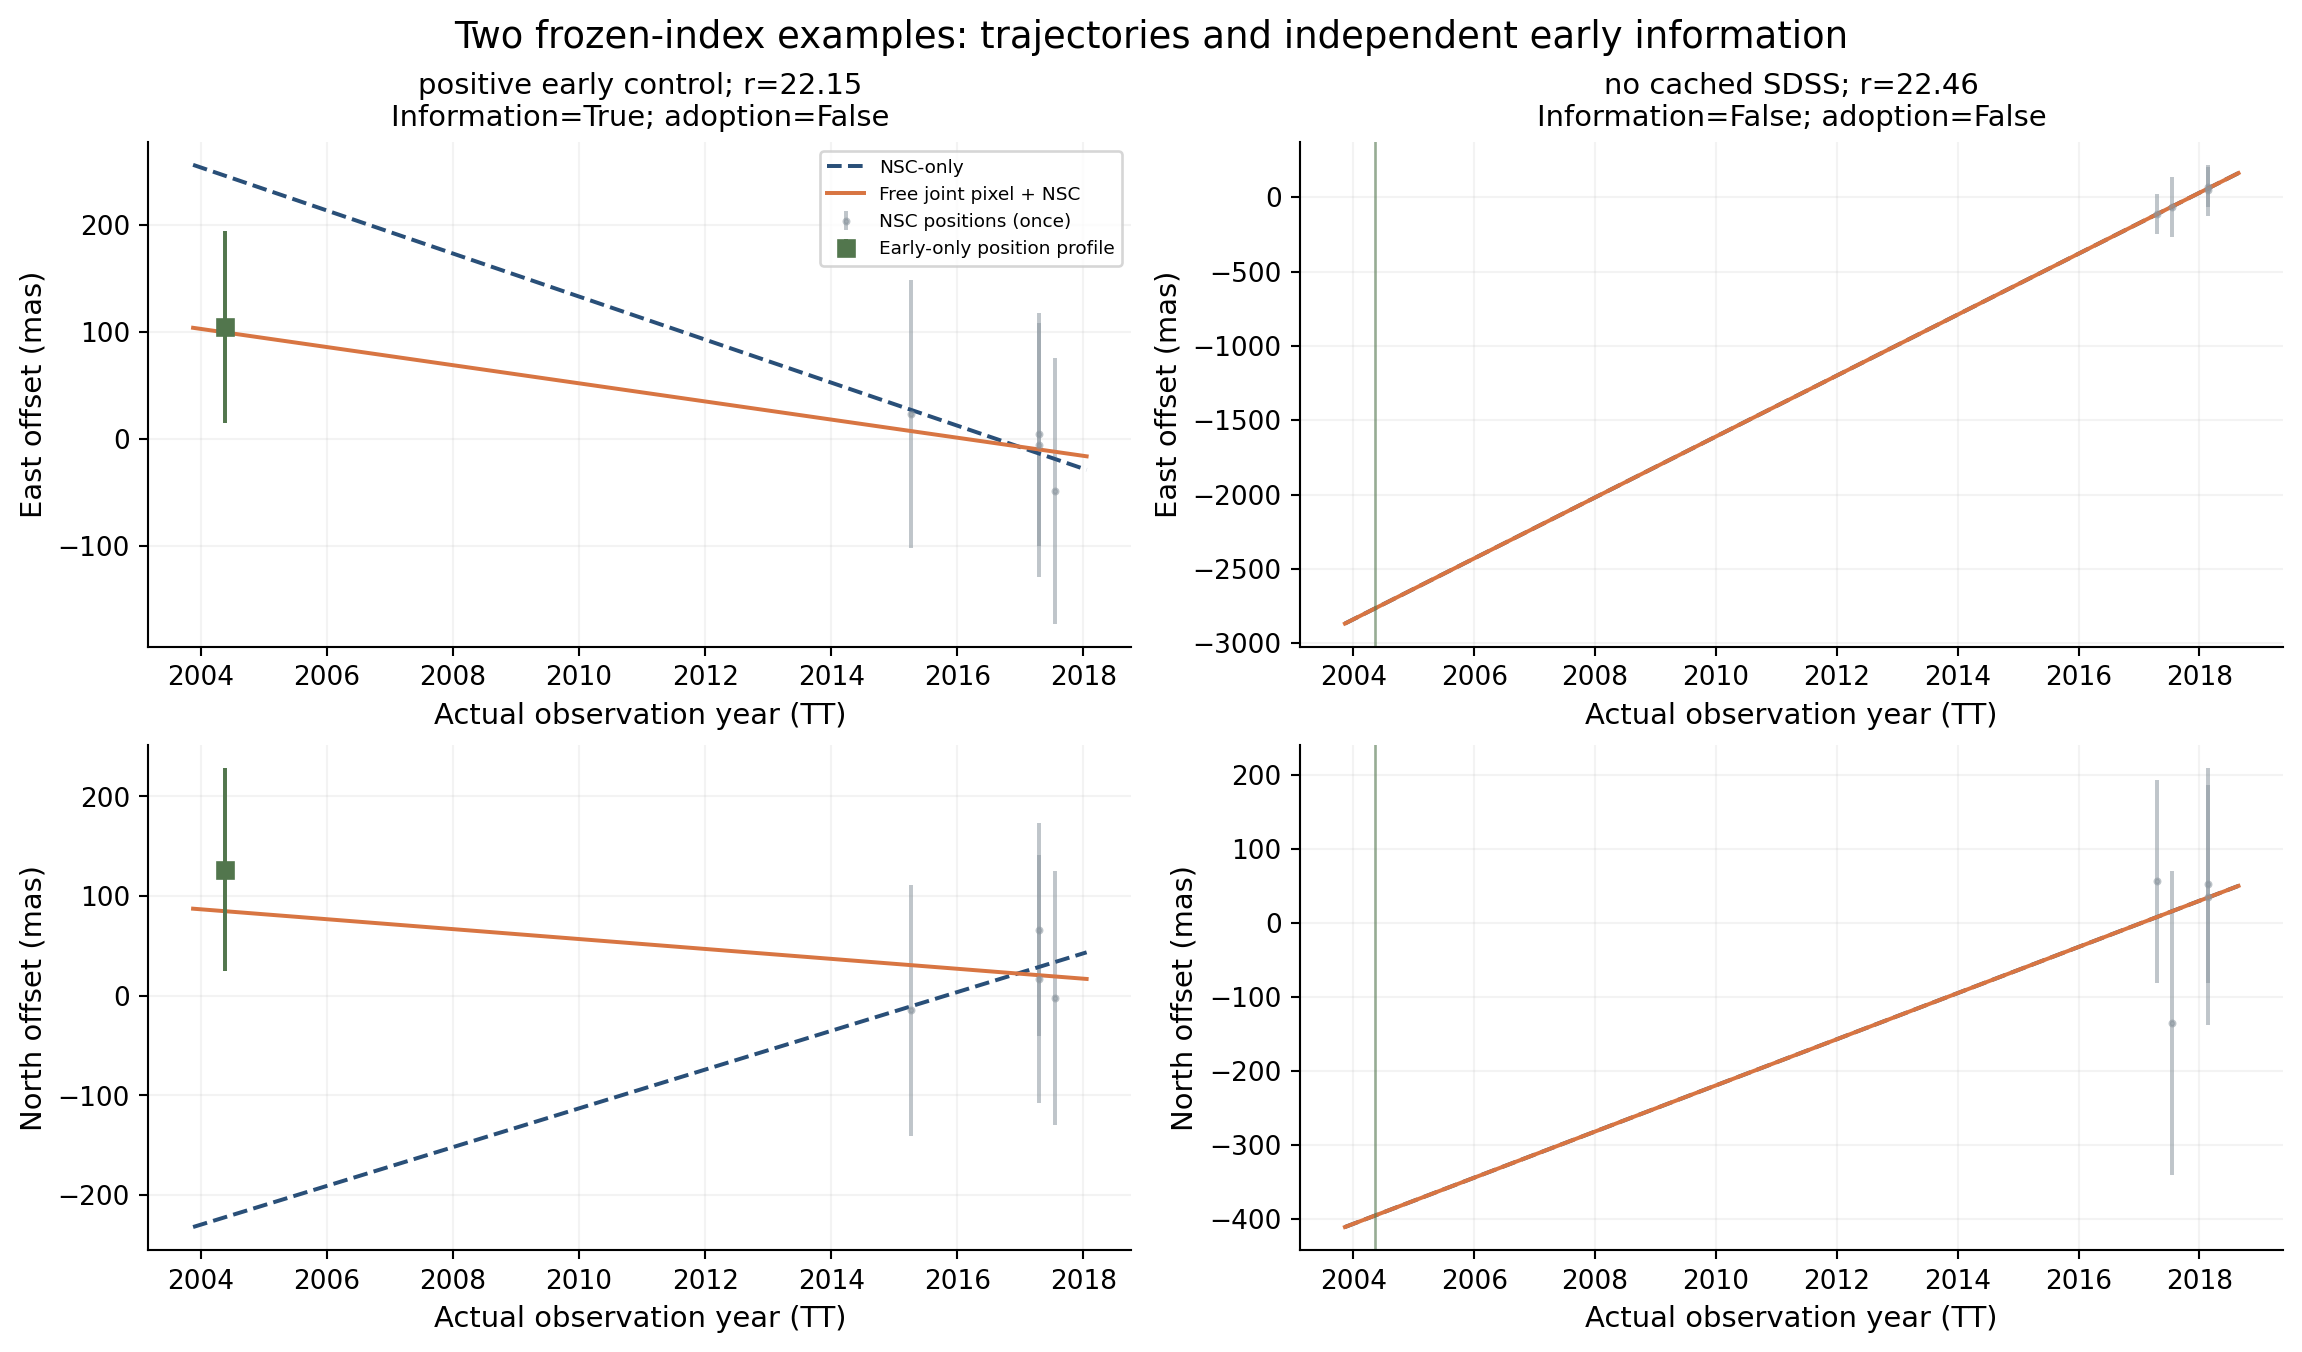 Two frozen-index examples: trajectories and independent early information
positive early control; r=22.15
Information=True; adoption=False
NSC-only
Free joint pixel + NSC
NSC positions (once)
Early-only position profile
East offset (mas)
200
100
0
−100
2004 2006 2008 2010 2012 2014 2016 2018
Actual observation year (TT)
no cached SDSS; r=22.46
Information=False; adoption=False
East offset (mas)
0
−500
−1000
−1500
−2000
−2500
−3000
2004 2006 2008 2010 2012 2014 2016 2018
Actual observation year (TT)
North offset (mas)
200
100
0
−100
−200
2004 2006 2008 2010 2012 2014 2016 2018
Actual observation year (TT)
North offset (mas)
200
100
0
−100
−200
−300
−400
2004 2006 2008 2010 2012 2014 2016 2018
Actual observation year (TT)